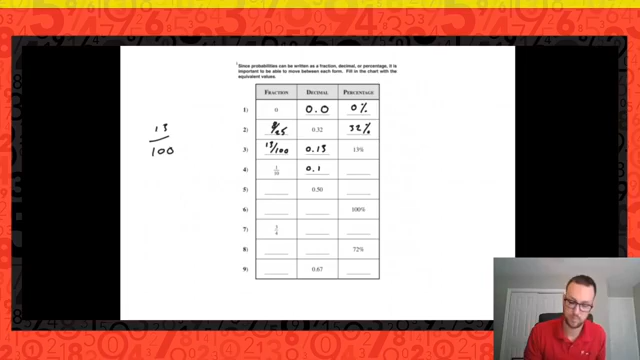 Since probabilities can be written as a fraction, decimal, or percentage, it is
important to be able to move between each form. Fill in the chart with the
equivalent values.
FRACTION DECIMAL PERCENTAGE
1) 0 0.0 0%
2) 8/25 0.32 32%
3) 13/100 0.13 13%
4) 1/10 0.1
5) 0.50
6) 100%
7) 3/4
8) 72%
9) 0.67
13
100